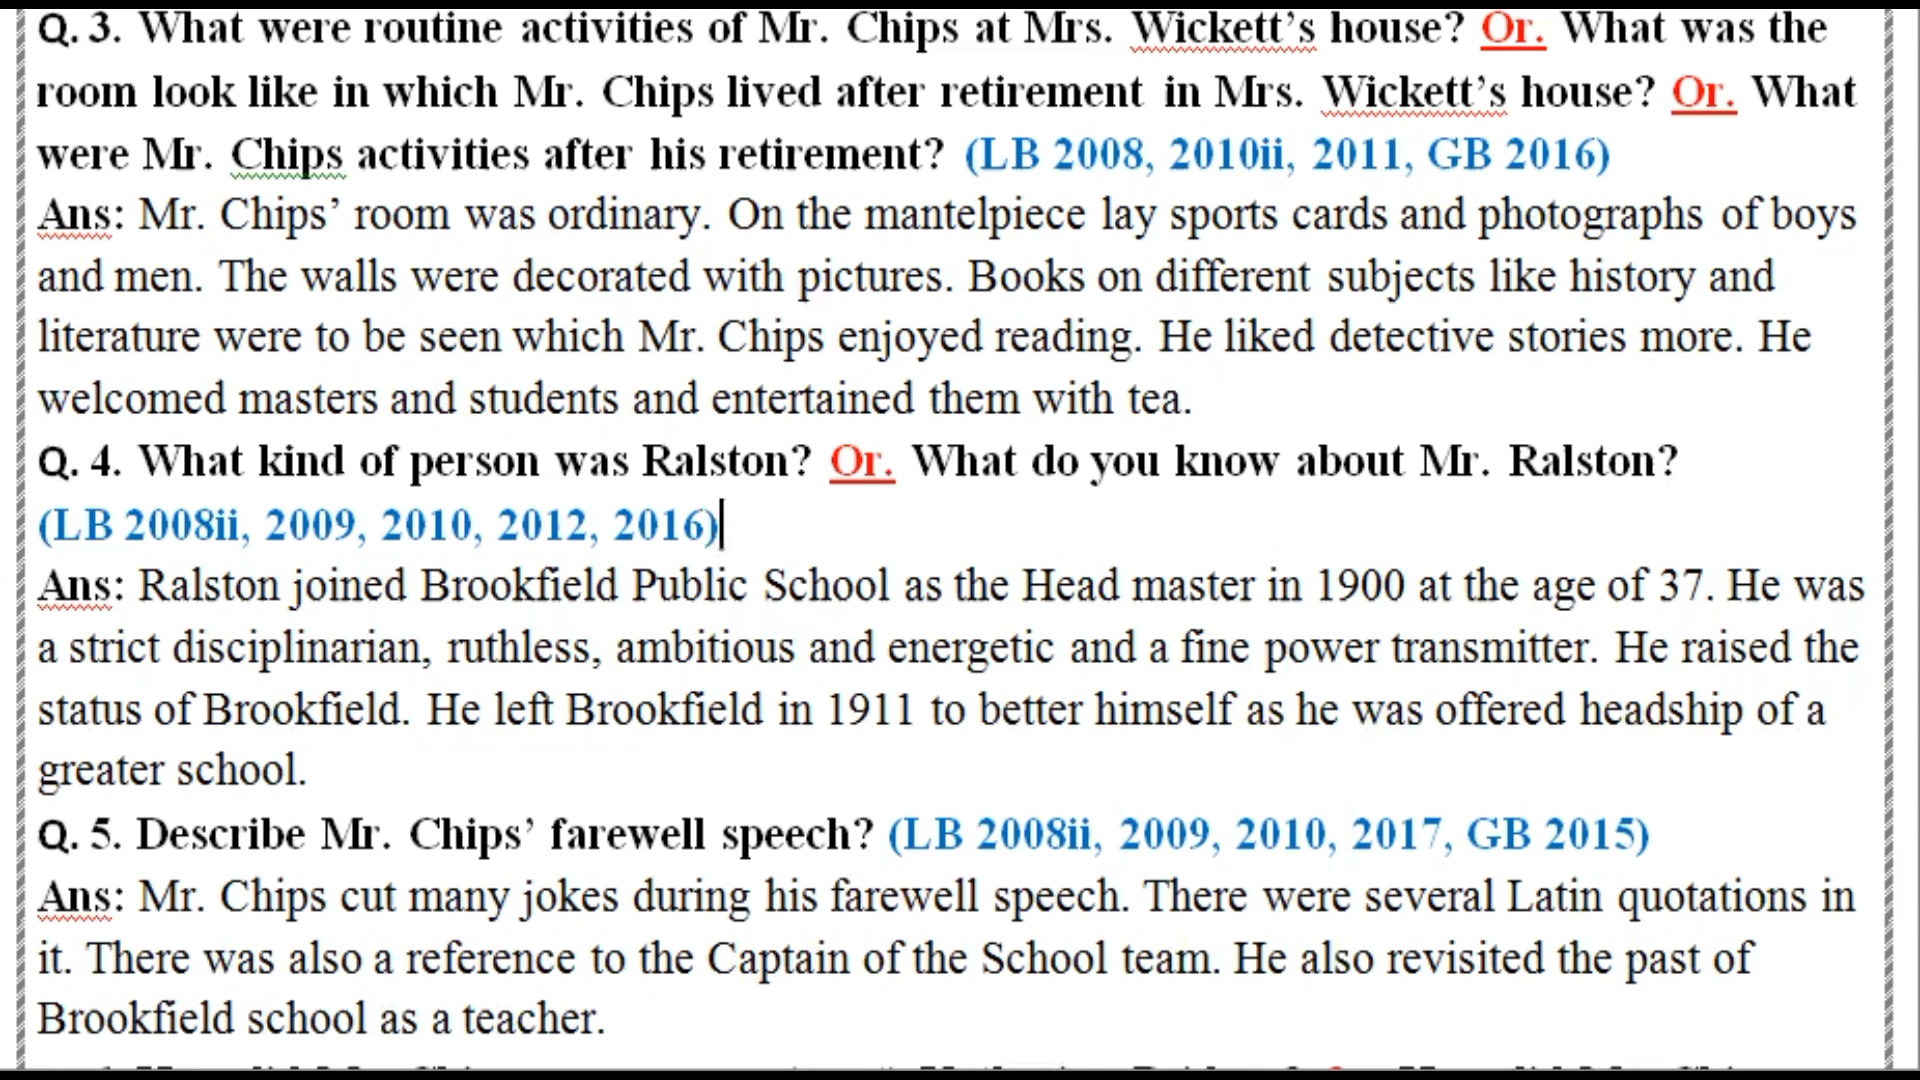 Q. 3. What were routine activities of Mr. Chips at Mrs. Wickett’s house? Or. What was the
room look like in which Mr. Chips lived after retirement in Mrs. Wickett’s house? Or. What
were Mr. Chips activities after his retirement? (LB 2008, 2010ii, 2011, GB 2016)
Ans: Mr. Chips’ room was ordinary. On the mantelpiece lay sports cards and photographs of boys
and men. The walls were decorated with pictures. Books on different subjects like history and
literature were to be seen which Mr. Chips enjoyed reading. He liked detective stories more. He
welcomed masters and students and entertained them with tea.
Q. 4. What kind of person was Ralston? Or. What do you know about Mr. Ralston?
(LB 2008ii, 2009, 2010, 2012, 2016)
Ans: Ralston joined Brookfield Public School as the Head master in 1900 at the age of 37. He was
a strict disciplinarian, ruthless, ambitious and energetic and a fine power transmitter. He raised the
status of Brookfield. He left Brookfield in 1911 to better himself as he was offered headship of a
greater school.
Q. 5. Describe Mr. Chips’ farewell speech? (LB 2008ii, 2009, 2010, 2017, GB 2015)
Ans: Mr. Chips cut many jokes during his farewell speech. There were several Latin quotations in
it. There was also a reference to the Captain of the School team. He also revisited the past of
Brookfield school as a teacher.